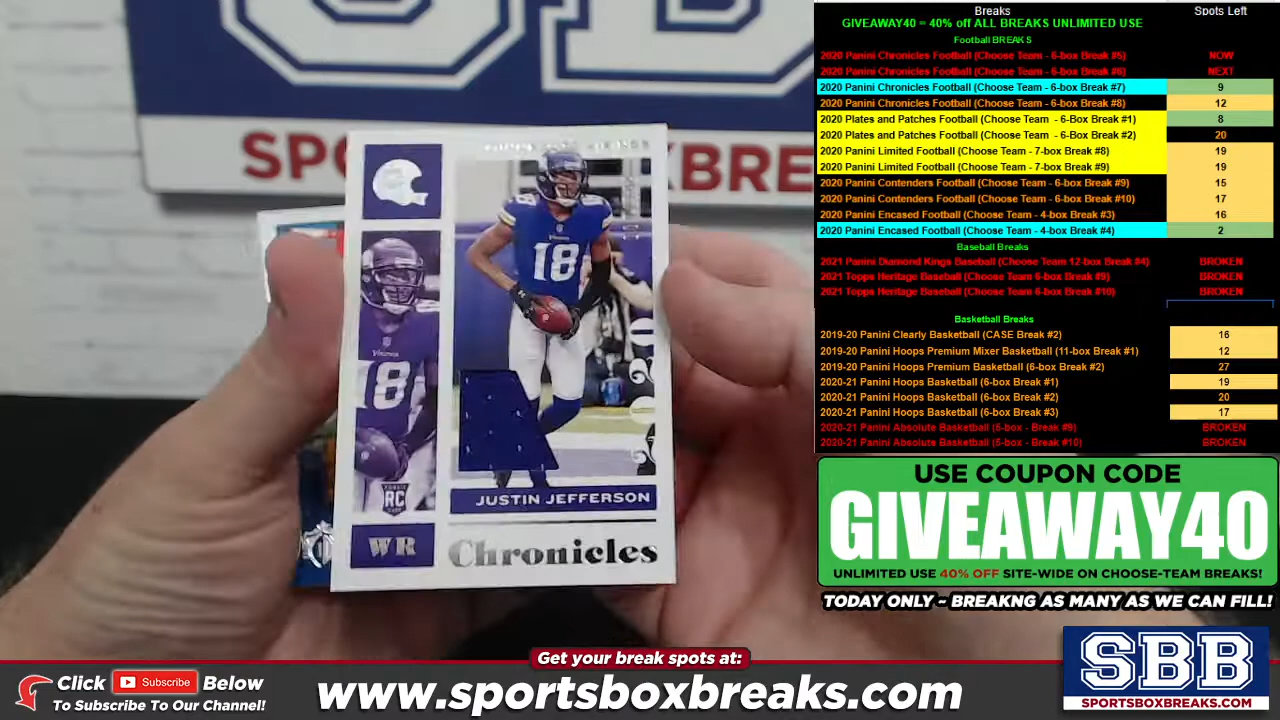 Breaks Spots Left
GIVEAWAY40 = 40% off ALL BREAKS UNLIMITED USE
Football BREAKS
2020 Panini Chronicles Football (Choose Team - 6-box Break #5) NOW
2020 Panini Chronicles Football (Choose Team - 6-box Break #6) NEXT
2020 Panini Chronicles Football (Choose Team - 6-box Break #7) 9
2020 Panini Chronicles Football (Choose Team - 6-box Break #8) 12
2020 Plates and Patches Football (Choose Team - 6-Box Break #1) 8
2020 Plates and Patches Football (Choose Team - 6-Box Break #2) 20
2020 Panini Limited Football (Choose Team - 7-box Break #8) 19
2020 Panini Limited Football (Choose Team - 7-box Break #9) 19
2020 Panini Contenders Football (Choose Team - 6-box Break #9) 15
2020 Panini Contenders Football (Choose Team - 6-box Break #10) 17
2020 Panini Encased Football (Choose Team - 4-box Break #3) 16
2020 Panini Encased Football (Choose Team - 4-box Break #4) 2
Baseball Breaks
2021 Panini Diamond Kings Baseball (Choose Team 12-box Break #4) BROKEN
2021 Topps Heritage Baseball (Choose Team 6-box Break #9) BROKEN
2021 Topps Heritage Baseball (Choose Team 6-box Break #10) BROKEN
Basketball Breaks
2019-20 Panini Clearly Basketball (CASE Break #2) 16
2019-20 Panini Hoops Premium Mixer Basketball (11-box Break #1) 12
2019-20 Panini Hoops Premium Basketball (6-box Break #2) 27
2020-21 Panini Hoops Basketball (6-box Break #1) 19
2020-21 Panini Hoops Basketball (6-box Break #2) 20
2020-21 Panini Hoops Basketball (6-box Break #3) 17
2020-21 Panini Absolute Basketball (5-box - Break #9) BROKEN
2020-21 Panini Absolute Basketball (5-box - Break #10) BROKEN
USE COUPON CODE
GIVEAWAY40
UNLIMITED USE 40% OFF SITE-WIDE ON CHOOSE-TEAM BREAKS!
TODAY ONLY ~ BREAKNG AS MANY AS WE CAN FILL!
SBB
SPORTSBOXBREAKS.COM
18
Vikings
18
2020
RC
JUSTIN JEFFERSON
WR
Chronicles
Get your break spots at:
www.sportsboxbreaks.com
Click Subscribe Below
To Subscribe To Our Channel!